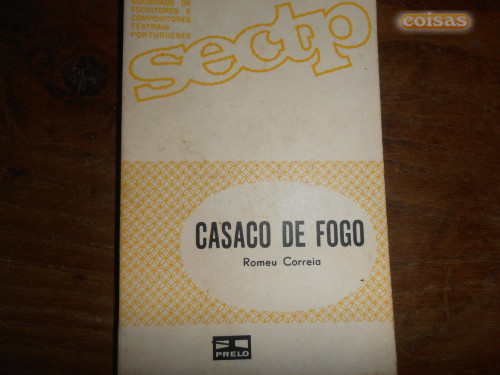 SOCIEDADE DE
ESCRITORES E
COMPOSITORES
TEATRAIS
PORTUGUESES
sectp
coisas
CASACO DE FOGO
Romeu Correia
PRELO